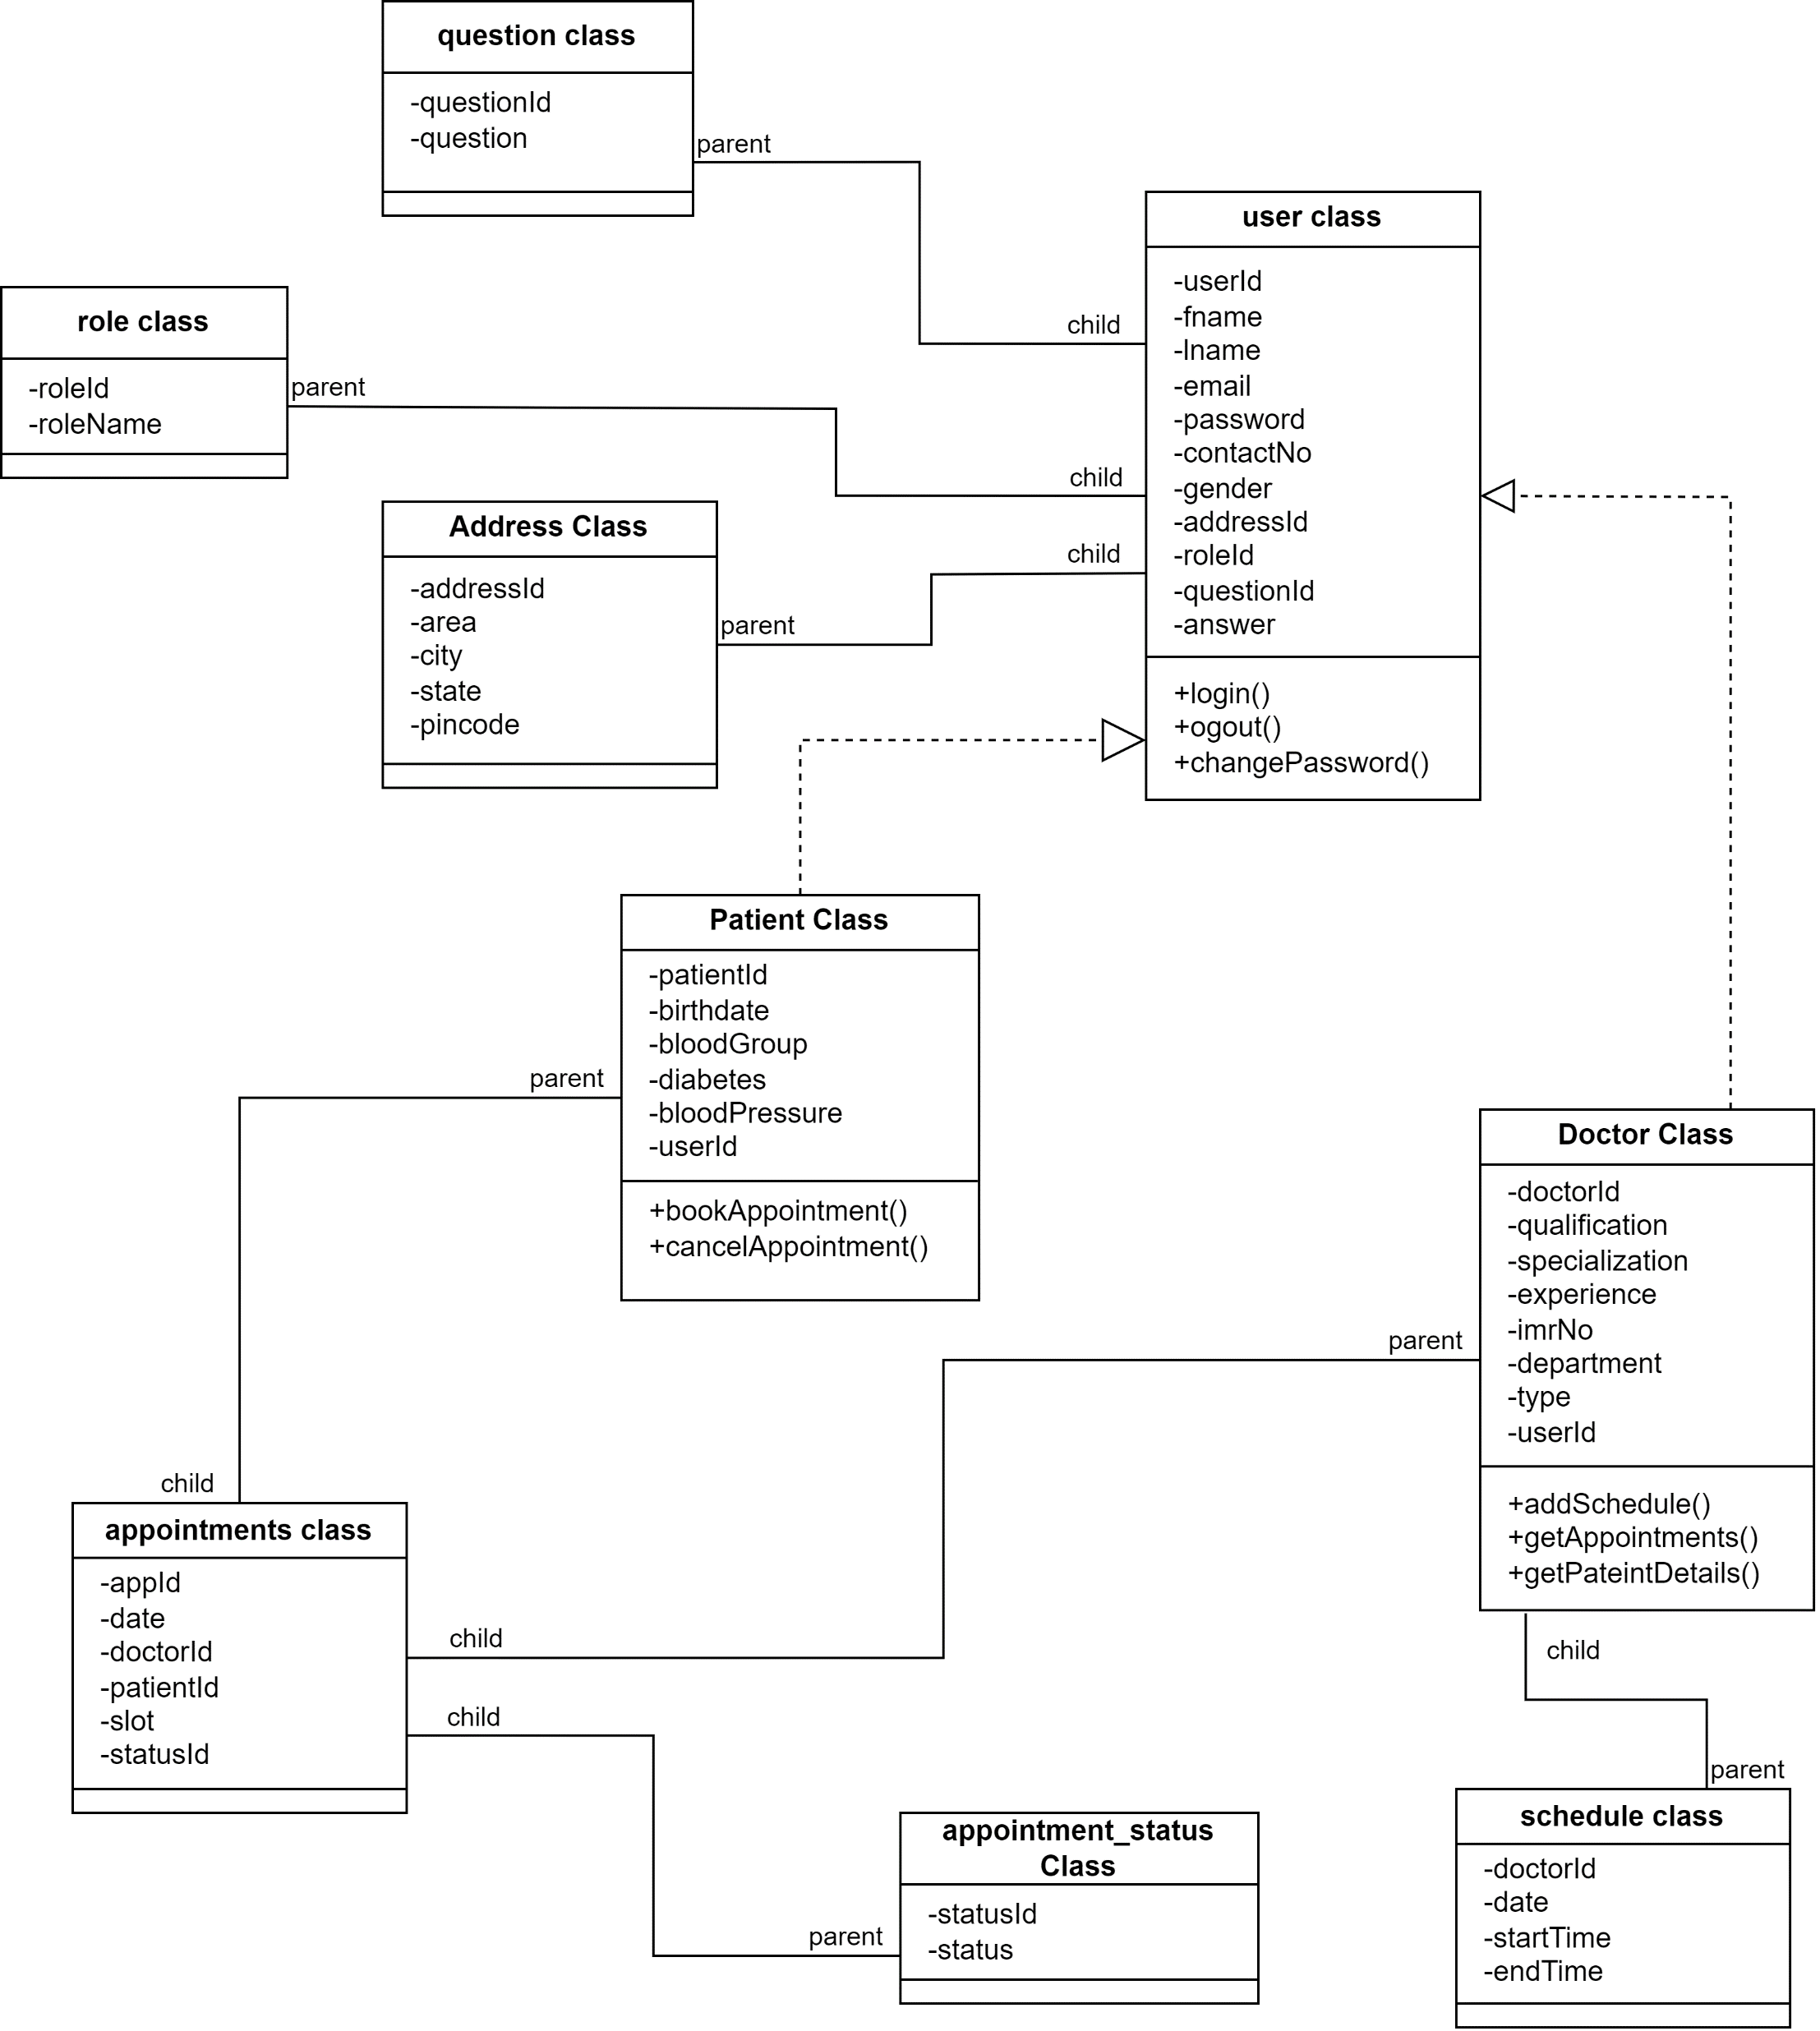 question class
-questionId
-question
parent
child
role class
-roleId
-roleName
parent
child
Address Class
-addressId
-area
-city
-state
-pincode
parent
child
user class
-userId
-fname
-lname
-email
-password
-contactNo
-gender
-addressId
-roleId
-questionId
-answer
+login()
+ogout()
+changePassword()
Patient Class
-patientId
-birthdate
-bloodGroup
-diabetes
-bloodPressure
-userId
+bookAppointment()
+cancelAppointment()
parent
child
Doctor Class
-doctorId
-qualification
-specialization
-experience
-imrNo
-department
-type
-userId
+addSchedule()
+getAppointments()
+getPateintDetails()
parent
child
appointments class
-appId
-date
-doctorId
-patientId
-slot
-statusId
child
parent
appointment_status
Class
-statusId
-status
child
parent
schedule class
-doctorId
-date
-startTime
-endTime